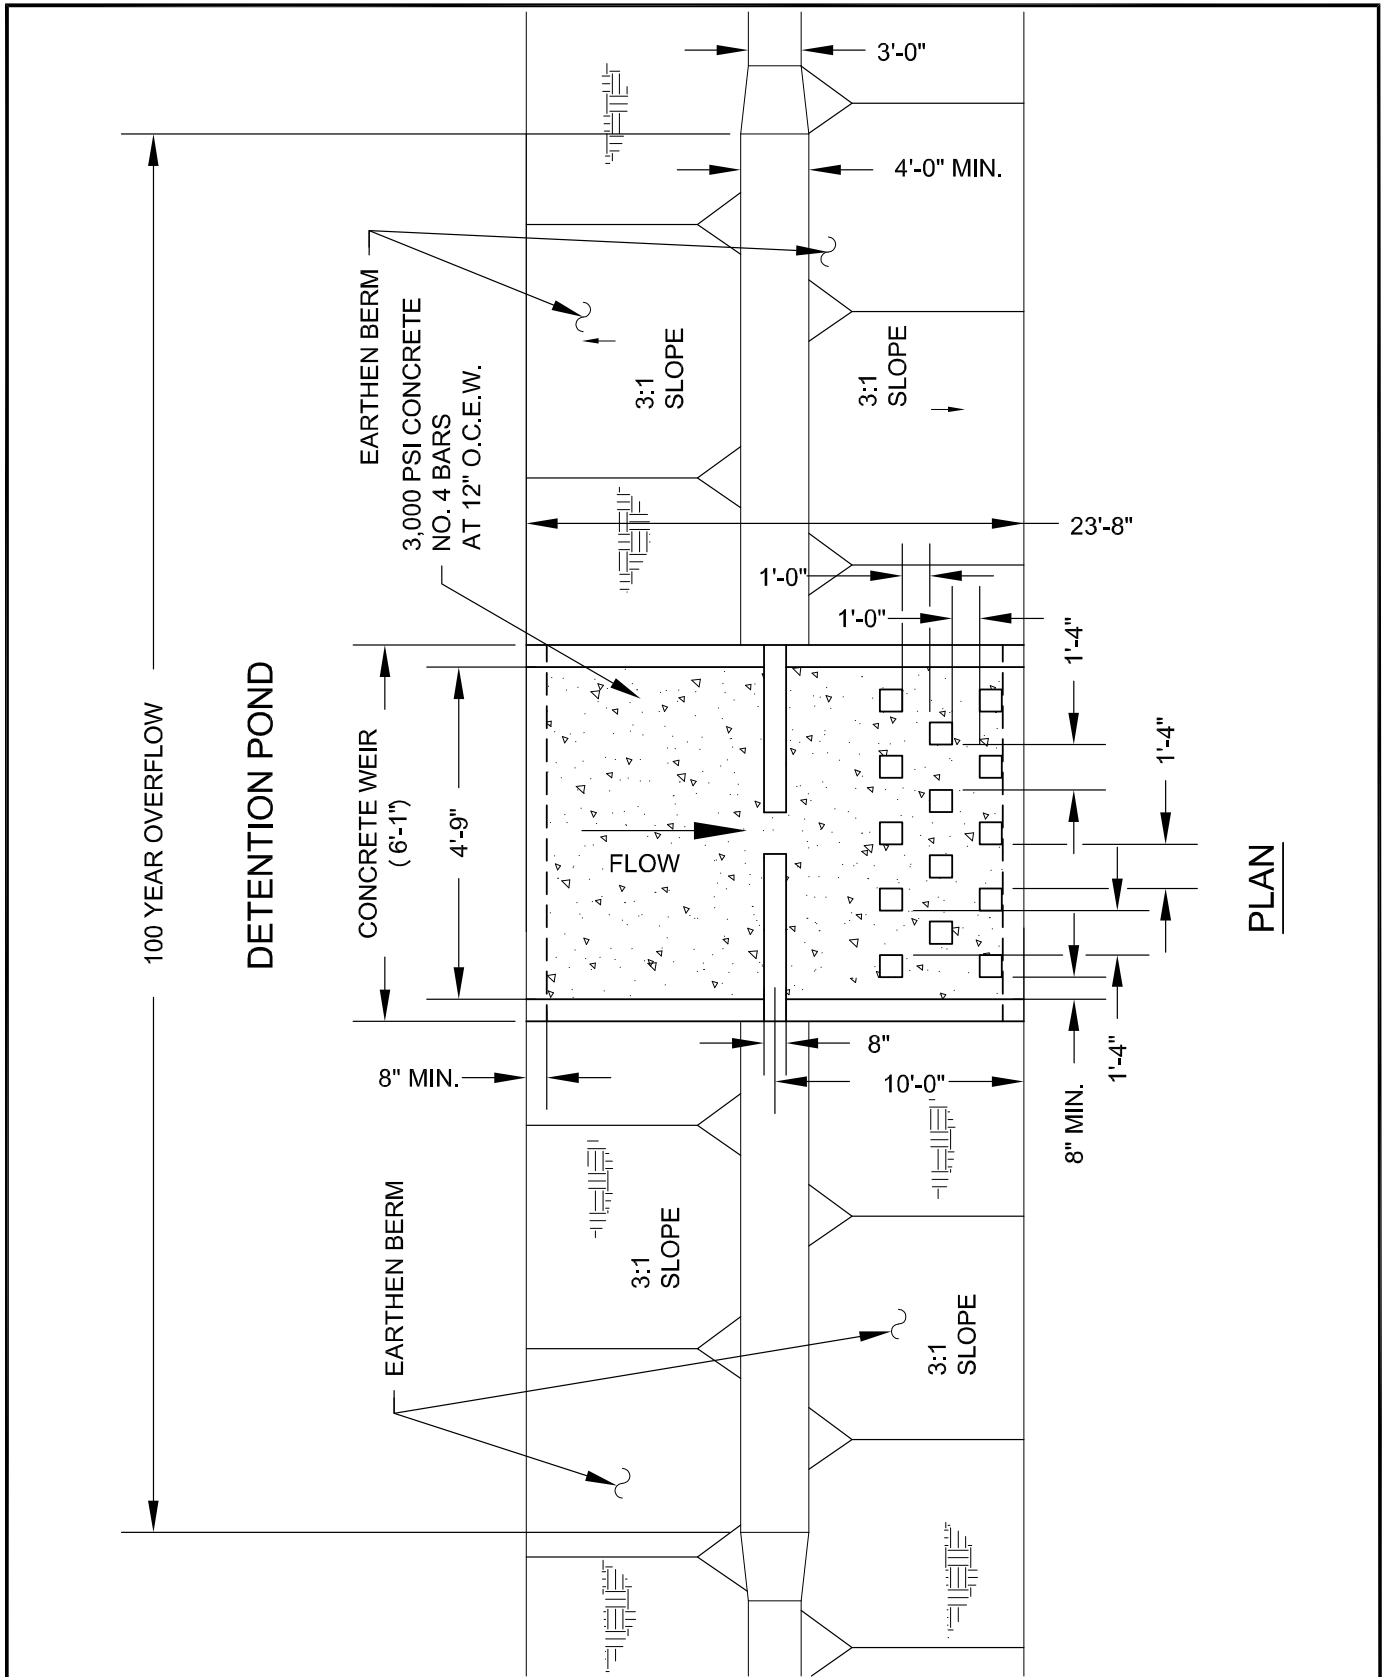 3'-0"
4'-0" MIN.
EARTHEN BERM
3,000 PSI CONCRETE
NO. 4 BARS
AT 12" O.C.E.W.
3:1
SLOPE
3:1
SLOPE
23'-8"
1'-0"
1'-0"
1'-4"
1'-4"
100 YEAR OVERFLOW
DETENTION POND
CONCRETE WEIR
(6'-1")
4'-9"
FLOW
PLAN
8" MIN.
8"
10'-0"
1'-4"
8" MIN.
EARTHEN BERM
3:1
SLOPE
3:1
SLOPE